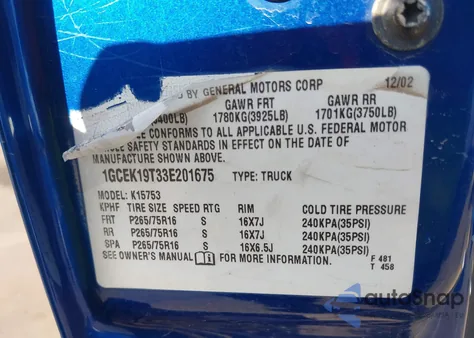 D BY GENERAL MOTORS CORP 12/02
GAWR FRT GAWR RR
6400LB) 1780KG(3925LB) 1701KG(3750LB)
LE CONFORMS TO ALL APPLICABLE U.S. FEDERAL MOTOR
LE SAFETY STANDARDS IN EFFECT ON THE DATE OF
MANUFACTURE SHOWN ABOVE.
1GCEK19T33E201675 TYPE: TRUCK
MODEL: K15753
KPHF TIRE SIZE SPEED RTG RIM COLD TIRE PRESSURE
FRT P265/75R16 S 16X7J 240KPA(35PSI)
RR P265/75R16 S 16X7J 240KPA(35PSI)
SPA P265/75R16 S 16X6.5J 240KPA(35PSI)
SEE OWNER'S MANUAL FOR MORE INFORMATION.
F 481
T 458
autosnap